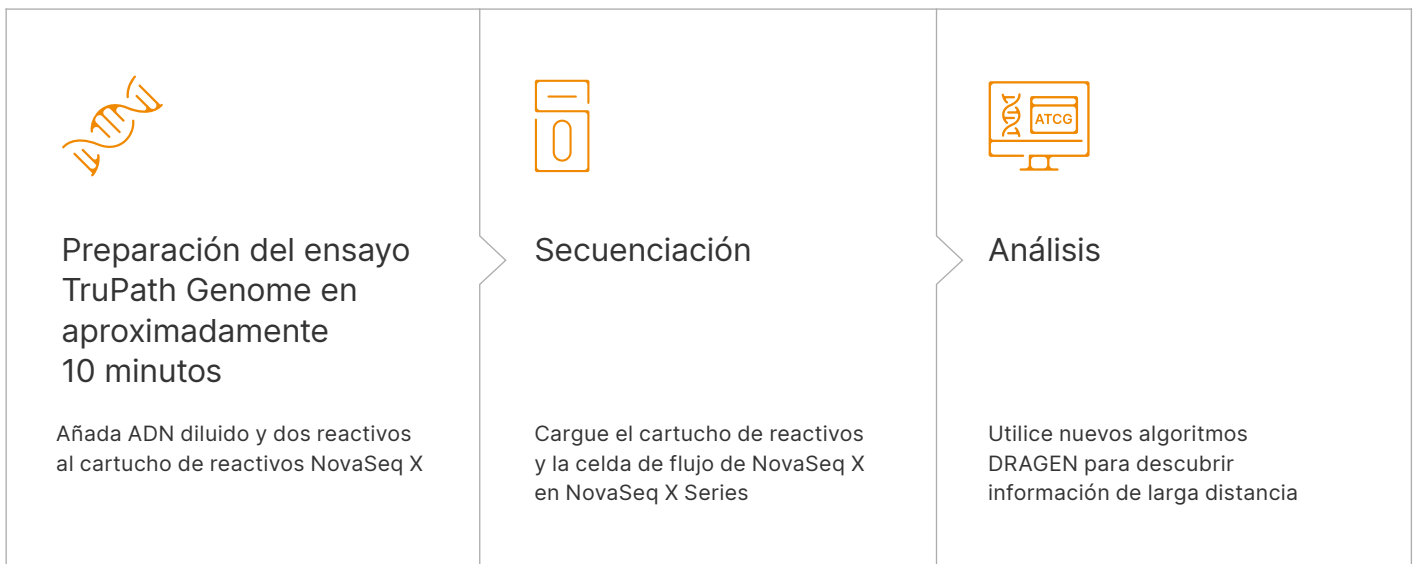 Preparación del ensayo
TruPath Genome en
aproximadamente
10 minutos
Añada ADN diluido y dos reactivos
al cartucho de reactivos NovaSeq X
Secuenciación
Cargue el cartucho de reactivos
y la celda de flujo de NovaSeq X
en NovaSeq X Series
ATCG
Análisis
Utilice nuevos algoritmos
DRAGEN para descubrir
información de larga distancia